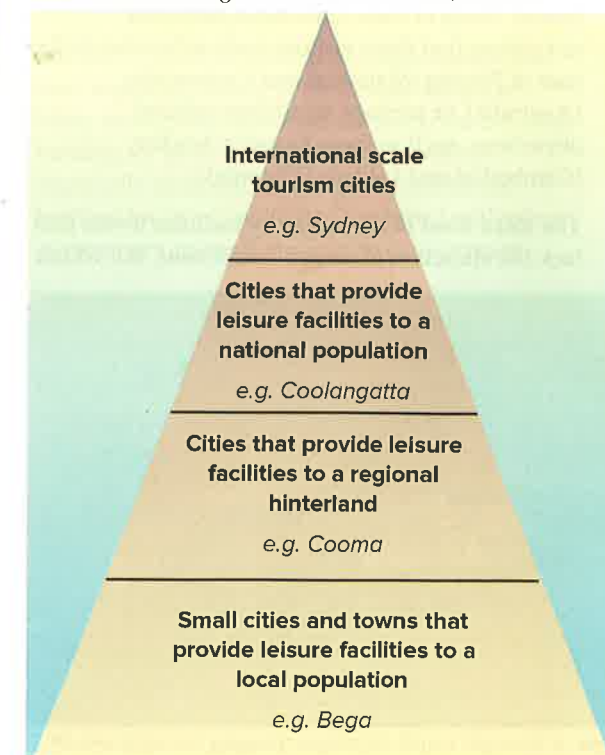 International scale
tourism cities
e.g. Sydney
Cities that provide
leisure facilities to a
national population
e.g. Coolangatta
Cities that provide leisure
facilities to a regional
hinterland
e.g. Cooma
Small cities and towns that
provide leisure facilities to a
local population
e.g. Bega